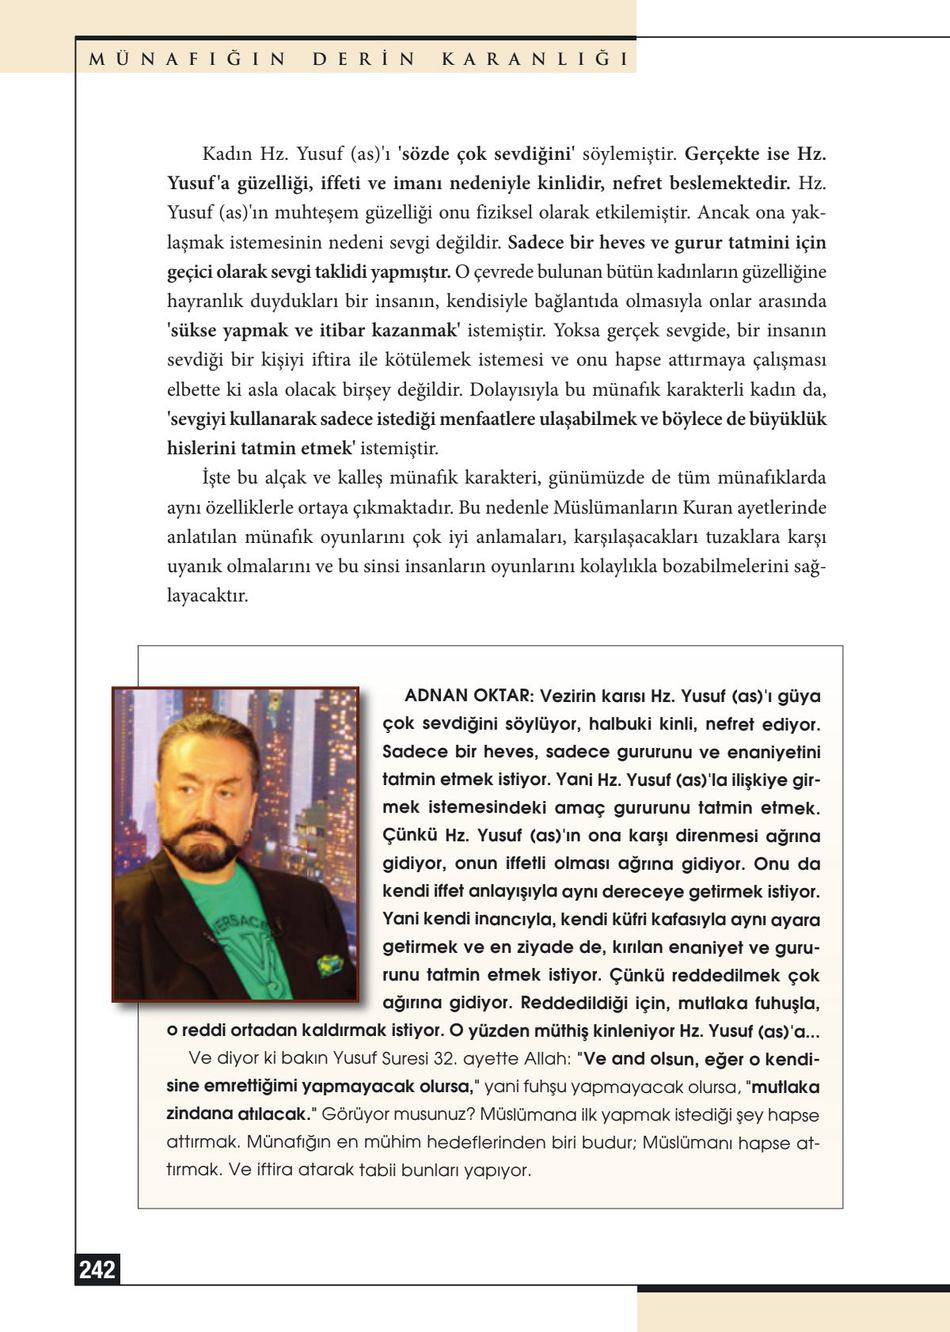 MÜNAFIĞIN DERİN KARANLIĞI
Kadın Hz. Yusuf (as)'ı 'sözde çok sevdiğini' söylemiştir. Gerçekte ise Hz.
Yusuf'a güzelliği, iffeti ve imanı nedeniyle kinlidir, nefret beslemektedir. Hz.
Yusuf (as)'ın muhteşem güzelliği onu fiziksel olarak etkilemiştir. Ancak ona yak-
laşmak istemesinin nedeni sevgi değildir. Sadece bir heves ve gurur tatmini için
geçici olarak sevgi taklidi yapmıştır. O çevrede bulunan bütün kadınların güzelliğine
hayranlık duydukları bir insanın, kendisiyle bağlantıda olmasıyla onlar arasında
'sükse yapmak ve itibar kazanmak' istemiştir. Yoksa gerçek sevgide, bir insanın
sevdiği bir kişiyi iftira ile kötülemek istemesi ve onu hapse attırmaya çalışması
elbette ki asla olacak birşey değildir. Dolayısıyla bu münafık karakterli kadın da,
'sevgiyi kullanarak sadece istediği menfaatlere ulaşabilmek ve böylece de büyüklük
hislerini tatmin etmek' istemiştir.
İşte bu alçak ve kalleş münafık karakteri, günümüzde de tüm münafıklarda
aynı özelliklerle ortaya çıkmaktadır. Bu nedenle Müslümanların Kuran ayetlerinde
anlatılan münafık oyunlarını çok iyi anlamaları, karşılaşacakları tuzaklara karşı
uyanık olmalarını ve bu sinsi insanların oyunlarını kolaylıkla bozabilmelerini sağ-
layacaktır.
ADNAN OKTAR: Vezirin karısı Hz. Yusuf (as)'ı güya
çok sevdiğini söylüyor, halbuki kinli, nefret ediyor.
Sadece bir heves, sadece gururunu ve enaniyetini
tatmin etmek istiyor. Yani Hz. Yusuf (as)'la ilişkiye gir-
mek istemesindeki amaç gururunu tatmin etmek.
Çünkü Hz. Yusuf (as)'ın ona karşı direnmesi ağrına
gidiyor, onun iffetli olması ağrına gidiyor. Onu da
kendi iffet anlayışıyla aynı dereceye getirmek istiyor.
Yani kendi inancıyla, kendi küfri kafasıyla aynı ayara
getirmek ve en ziyade de, kırılan enaniyet ve guru-
runu tatmin etmek istiyor. Çünkü reddedilmek çok
ağırına gidiyor. Reddedildiği için, mutlaka fuhuşla,
o reddi ortadan kaldırmak istiyor. O yüzden müthiş kinleniyor Hz. Yusuf (as)'a...
Ve diyor ki bakın Yusuf Suresi 32. ayette Allah: "Ve and olsun, eğer o kendi-
sine emrettiğimi yapmayacak olursa," yani fuhşu yapmayacak olursa, "mutlaka
zindana atılacak." Görüyor musunuz? Müslümana ilk yapmak istediği şey hapse
attırmak. Münafığın en mühim hedeflerinden biri budur; Müslümanı hapse at-
tırmak. Ve iftira atarak tabii bunları yapıyor.
VERSACE
242